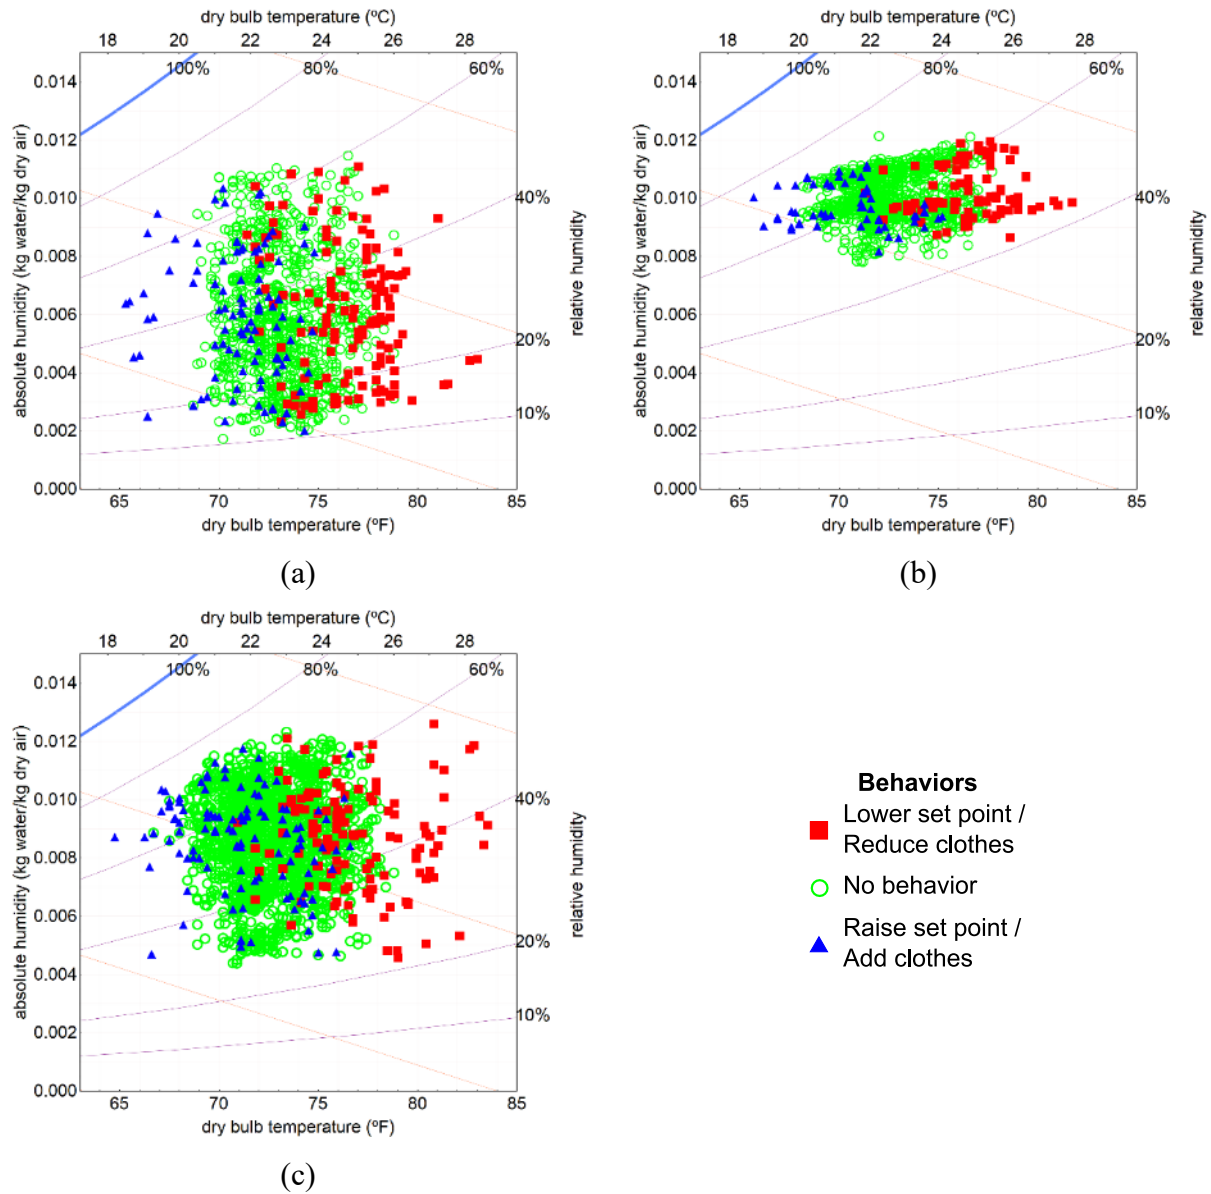 dry bulb temperature (ºC)
18 20 22 24 26 28
100% 80% 60%
0.014
0.012
0.010
0.008
0.006
0.004
0.002
0.000
absolute humidity (kg water/kg dry air)
40%
20%
10%
relative humidity
65 70 75 80 85
dry bulb temperature (ºF)
(a)
dry bulb temperature (ºC)
18 20 22 24 26 28
100% 80% 60%
0.014
0.012
0.010
0.008
0.006
0.004
0.002
0.000
absolute humidity (kg water/kg dry air)
40%
20%
10%
relative humidity
65 70 75 80 85
dry bulb temperature (ºF)
(b)
dry bulb temperature (ºC)
18 20 22 24 26 28
100% 80% 60%
0.014
0.012
0.010
0.008
0.006
0.004
0.002
0.000
absolute humidity (kg water/kg dry air)
40%
20%
10%
relative humidity
65 70 75 80 85
dry bulb temperature (ºF)
(c)
Behaviors
Lower set point /
Reduce clothes
No behavior
Raise set point /
Add clothes